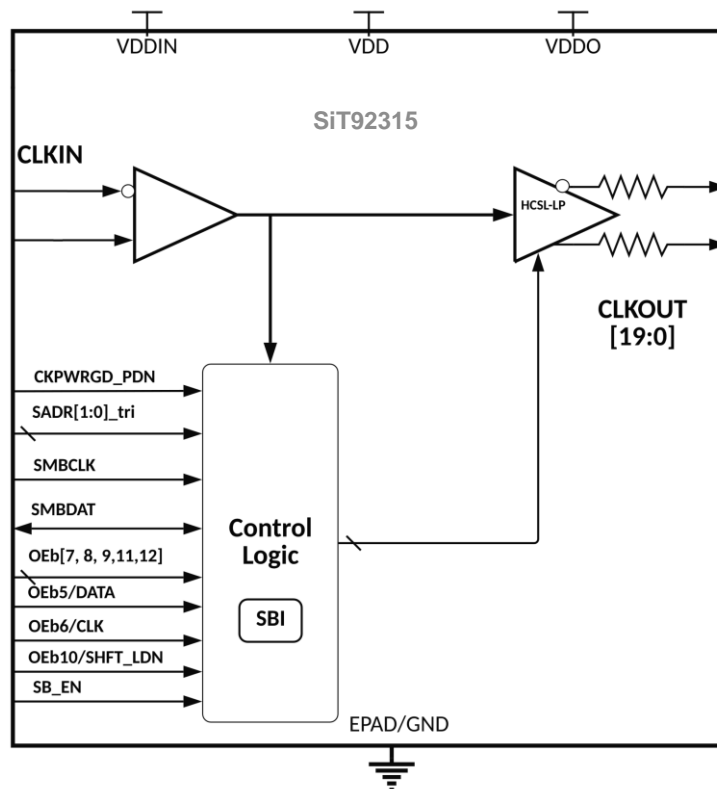 VDDIN
VDD
VDDO
SiT92315
CLKIN
HCSL-LP
CLKOUT
[19:0]
CKPWRGD_PDN
SADR[1:0]_tri
SMBCLK
SMBDAT
OEb[7, 8, 9,11,12]
OEb5/DATA
OEb6/CLK
OEb10/SHFT_LDN
SB_EN
Control
Logic
SBI
EPAD/GND